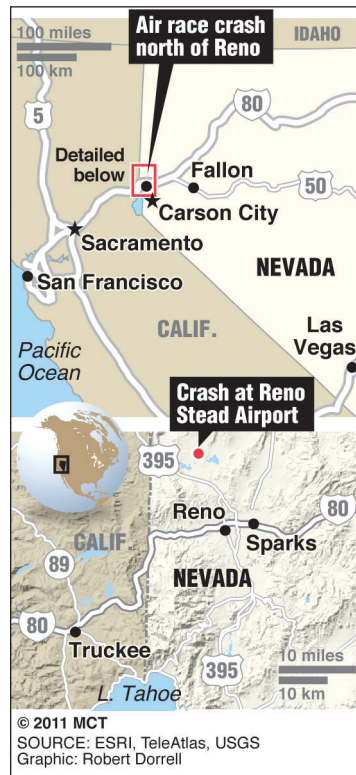 100 miles
100 km
Air race crash
north of Reno
IDAHO
5
80
Detailed
below
Fallon
50
Carson City
Sacramento
San Francisco
NEVADA
CALIF.
Las
Vegas
Pacific
Ocean
Crash at Reno
Stead Airport
395
Reno
80
Sparks
CALIF.
89
NEVADA
80
Truckee
395
10 miles
10 km
L. Tahoe
© 2011 MCT
SOURCE: ESRI, TeleAtlas, USGS
Graphic: Robert Dorrell